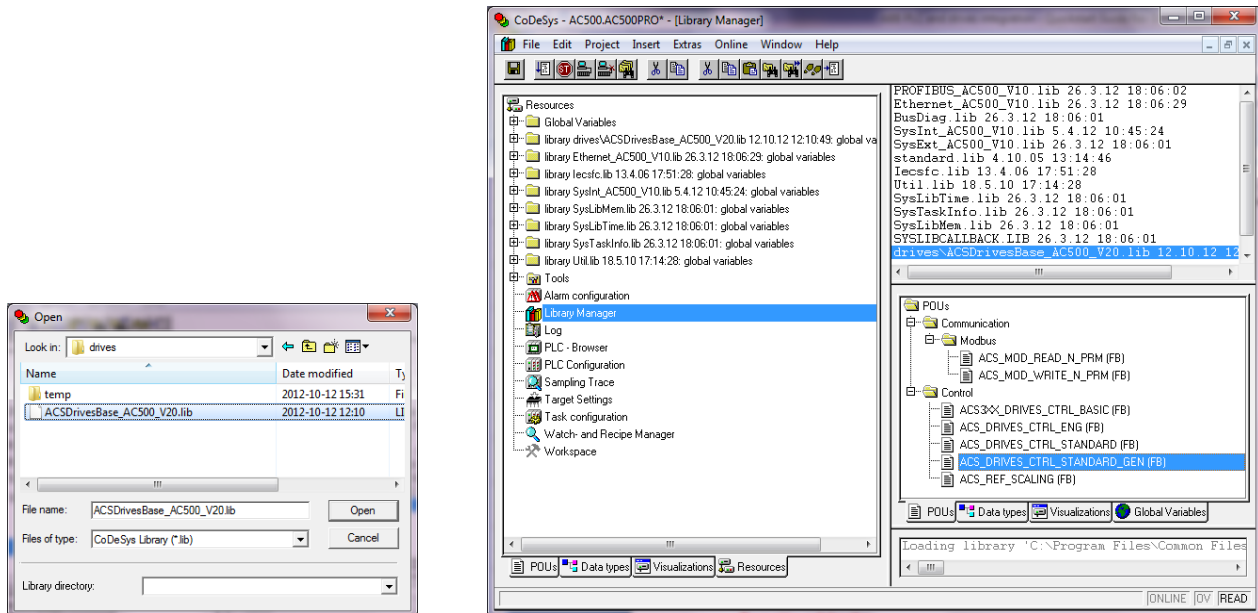 Open
Look in:
drives
Name
Date modified
Ty
temp
2012-10-12 15:31
Fi
ACSDrivesBase_AC500_V20.lib
2012-10-12 12:10
LI
File name:
ACSDrivesBase_AC500_V20.lib
Open
Files of type:
CoDeSys Library (*.lib)
Cancel
Library directory:
CoDeSys - AC500.AC500PRO* - [Library Manager]
File Edit Project Insert Extras Online Window Help
Resources
Global Variables
library drives\ACSDrivesBase_AC500_V20.lib 12.10.12 12:10:49: global va
library Ethernet_AC500_V10.lib 26.3.12 18:06:29: global variables
library Iecsfc.lib 13.4.06 17:51:28: global variables
library SysInt_AC500_V10.lib 5.4.12 10:45:24: global variables
library SysLibMem.lib 26.3.12 18:06:01: global variables
library SysLibTime.lib 26.3.12 18:06:01: global variables
library SysTaskInfo.lib 26.3.12 18:06:01: global variables
library Util.lib 18.5.10 17:14:28: global variables
Tools
Alarm configuration
Library Manager
Log
PLC - Browser
PLC Configuration
Sampling Trace
Target Settings
Task configuration
Watch- and Recipe Manager
Workspace
POUs Data types Visualizations Resources
PROFIBUS_AC500_V10.lib 26.3.12 18:06:02
Ethernet_AC500_V10.lib 26.3.12 18:06:29
BusDiag.lib 26.3.12 18:06:01
SysInt_AC500_V10.lib 5.4.12 10:45:24
SysExt_AC500_V10.lib 26.3.12 18:06:01
standard.lib 4.10.05 13:14:46
Iecsfc.lib 13.4.06 17:51:28
Util.lib 18.5.10 17:14:28
SysLibTime.lib 26.3.12 18:06:01
SysTaskInfo.lib 26.3.12 18:06:01
SysLibMem.lib 26.3.12 18:06:01
SYSLIBCALLBACK.LIB 26.3.12 18:06:01
drives\ACSDrivesBase_AC500_V20.lib 12.10.12 12
POUs
Communication
Modbus
ACS_MOD_READ_N_PRM (FB)
ACS_MOD_WRITE_N_PRM (FB)
Control
ACS3XX_DRIVES_CTRL_BASIC (FB)
ACS_DRIVES_CTRL_ENG (FB)
ACS_DRIVES_CTRL_STANDARD (FB)
ACS_DRIVES_CTRL_STANDARD_GEN (FB)
ACS_REF_SCALING (FB)
POUs Data types Visualizations Global Variables
Loading library 'C:\Program Files\Common Files
ONLINE OV READ